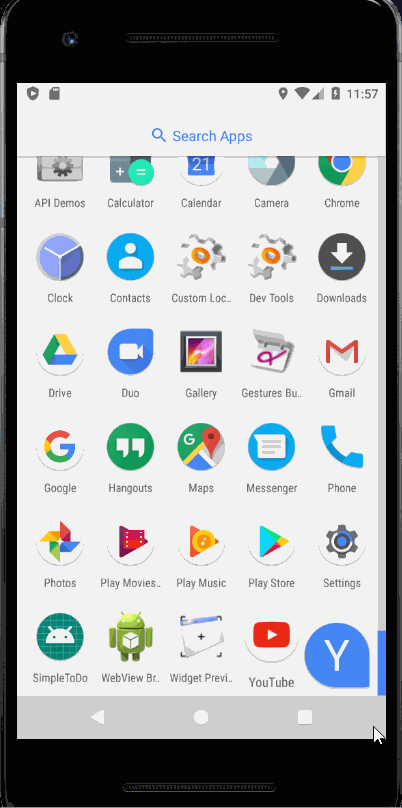 11:57
Search Apps
21
API Demos Calculator Calendar Camera Chrome
Clock Contacts Custom Loc.. Dev Tools Downloads
Drive Duo Gallery Gestures Bu.. Gmail
G G
Google Hangouts Maps Messenger Phone
Photos Play Movies.. Play Music Play Store Settings
Y
SimpleToDo WebView Br.. Widget Previ.. YouTube